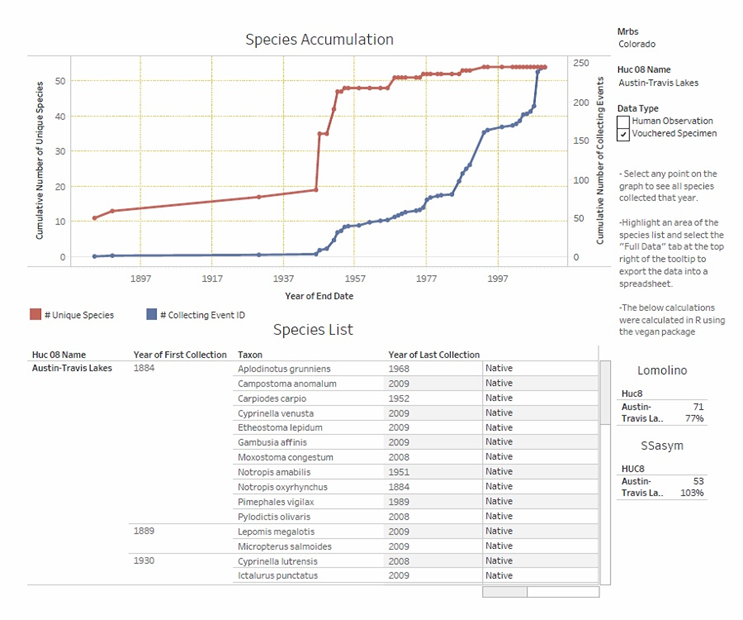 Species Accumulation
Cumulative Number of Unique Species
50
40
30
20
10
0
250
200
150
100
50
0
Cumulative Number of Collecting Events
1897 1917 1937 1957 1977 1997
Year of End Date
# Unique Species # Collecting Event ID
Mrbs
Colorado
Huc 08 Name
Austin-Travis Lakes
Data Type
Human Observation
Vouchered Specimen
- Select any point on the
graph to see all species
collected that year.
-Highlight an area of the
species list and select the
"Full Data" tab at the top
right of the tooltip to
export the data into a
spreadsheet.
-The below calculations
were calculated in R using
the vegan package
Species List
Huc 08 Name Year of First Collection Taxon Year of Last Collection
Austin-Travis Lakes 1884 Aplodinotus grunniens 1968 Native
Campostoma anomalum 2009 Native
Carpiodes carpio 1952 Native
Cyprinella venusta 2009 Native
Etheostoma lepidum 2009 Native
Gambusia affinis 2009 Native
Moxostoma congestum 2008 Native
Notropis amabilis 1951 Native
Notropis oxyrhynchus 1884 Native
Pimephales vigilax 1989 Native
Pylodictis olivaris 2008 Native
1889 Lepomis megalotis 2009 Native
Micropterus salmoides 2009 Native
1930 Cyprinella lutrensis 2008 Native
Ictalurus punctatus 2009 Native
Lomolino
Huc8
Austin- 71
Travis La.. 77%
SSasym
HUC8
Austin- 53
Travis La.. 103%